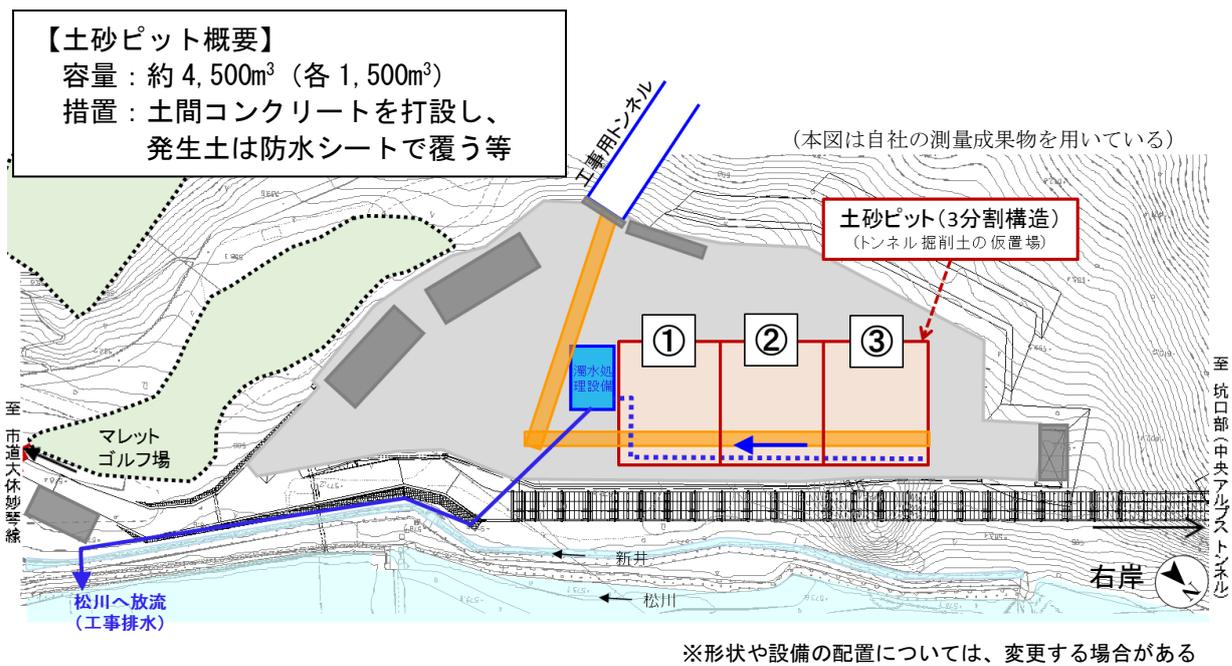 【土砂ピット概要】
容量：約 4,500m³（各 1,500m³）
措置：土間コンクリートを打設し、
発生土は防水シートで覆う等
工事用トンネル
（本図は自社の測量成果物を用いている）
土砂ピット（3分割構造）
（トンネル掘削土の仮置場）
①
②
③
濁水処
理設備
至 市道大休妙琴線
マレット
ゴルフ場
至 坑口部（中央アルプストンネル）
新井
松川
右岸
N
松川へ放流
（工事排水）
※形状や設備の配置については、変更する場合がある